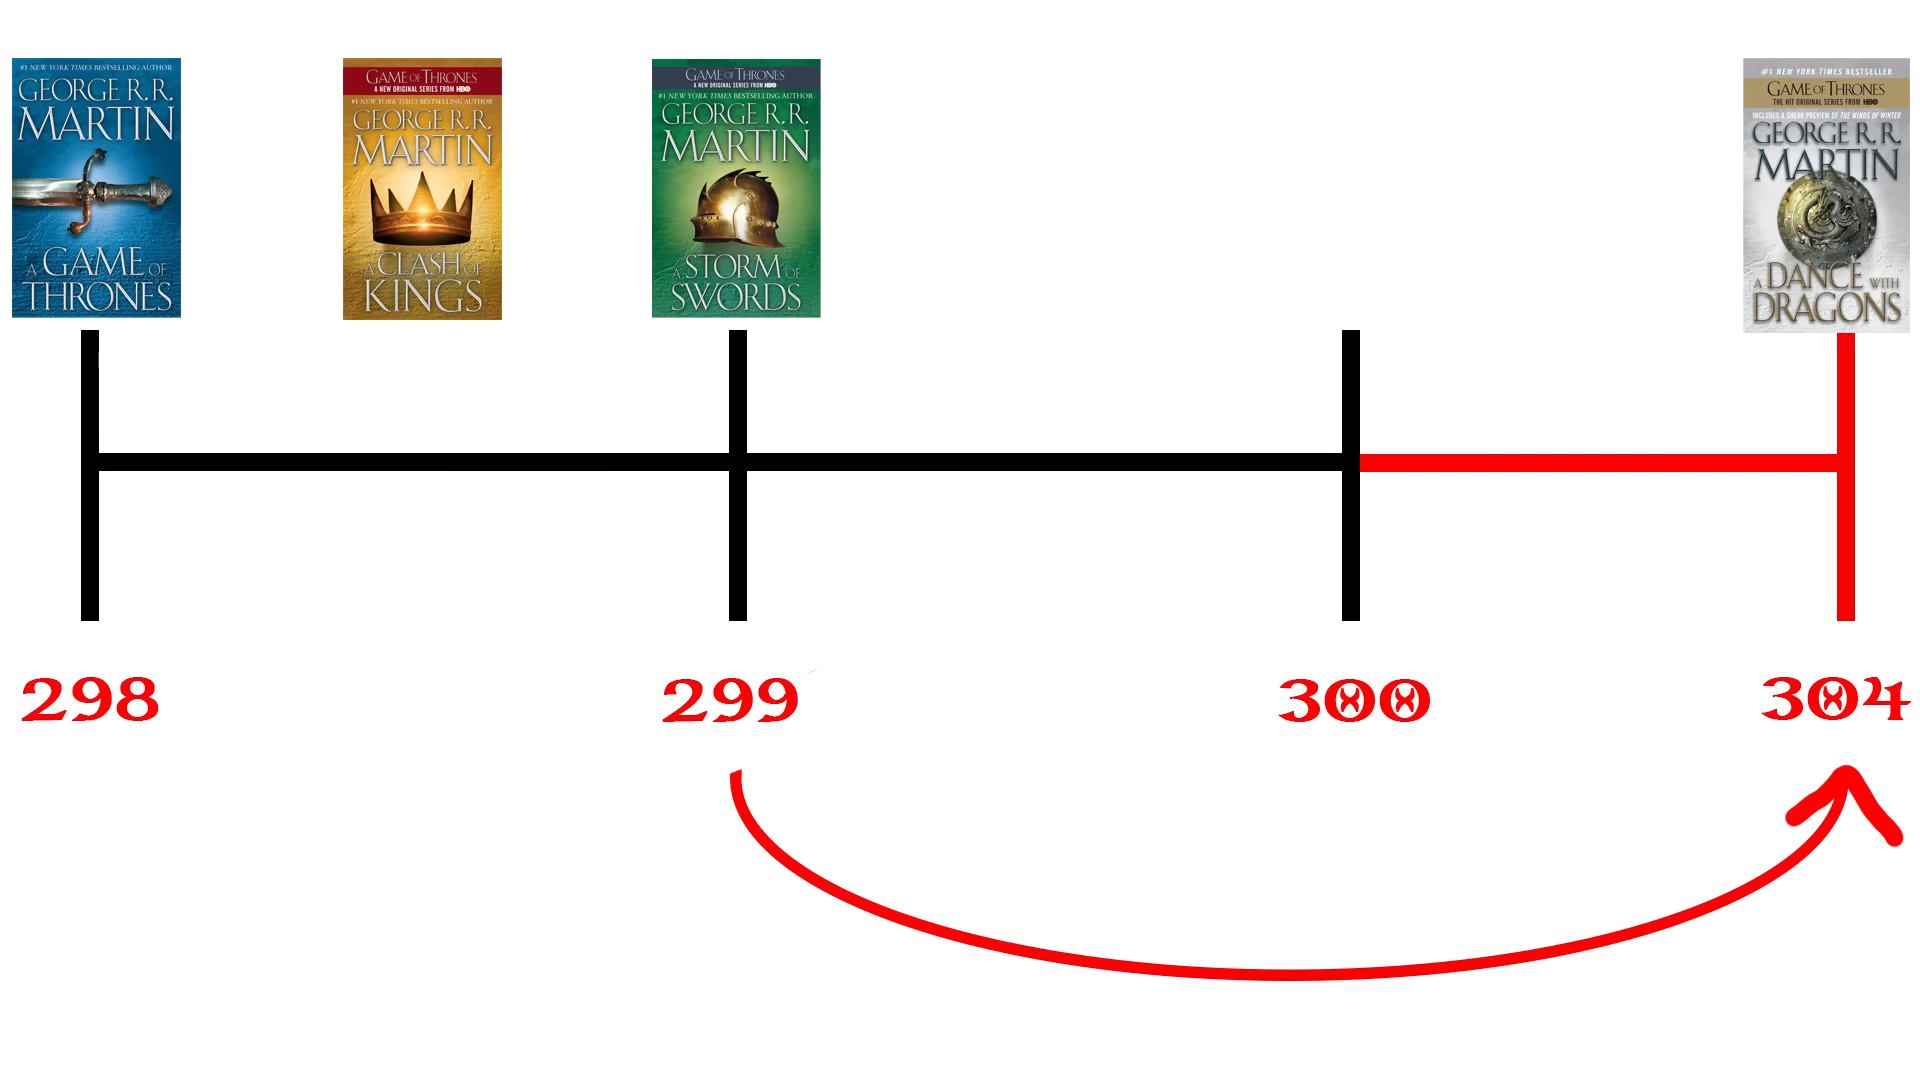 #1 NEW YORK TIMES BESTSELLING AUTHOR
GEORGE R.R.
MARTIN
A GAME OF
THRONES
GAME OF THRONES
A NEW ORIGINAL SERIES FROM HBO
#1 NEW YORK TIMES BESTSELLING AUTHOR
GEORGE R.R.
MARTIN
A CLASH OF
KINGS
GAME OF THRONES
A NEW ORIGINAL SERIES FROM HBO
#1 NEW YORK TIMES BESTSELLING AUTHOR
GEORGE R.R.
MARTIN
A STORM OF
SWORDS
#1 NEW YORK TIMES BESTSELLER
GAME OF THRONES
THE HIT ORIGINAL SERIES FROM HBO
INCLUDES A SNEAK PREVIEW OF THE WINDS OF WINTER
GEORGE R.R.
MARTIN
A DANCE WITH
DRAGONS
298
299
300
304